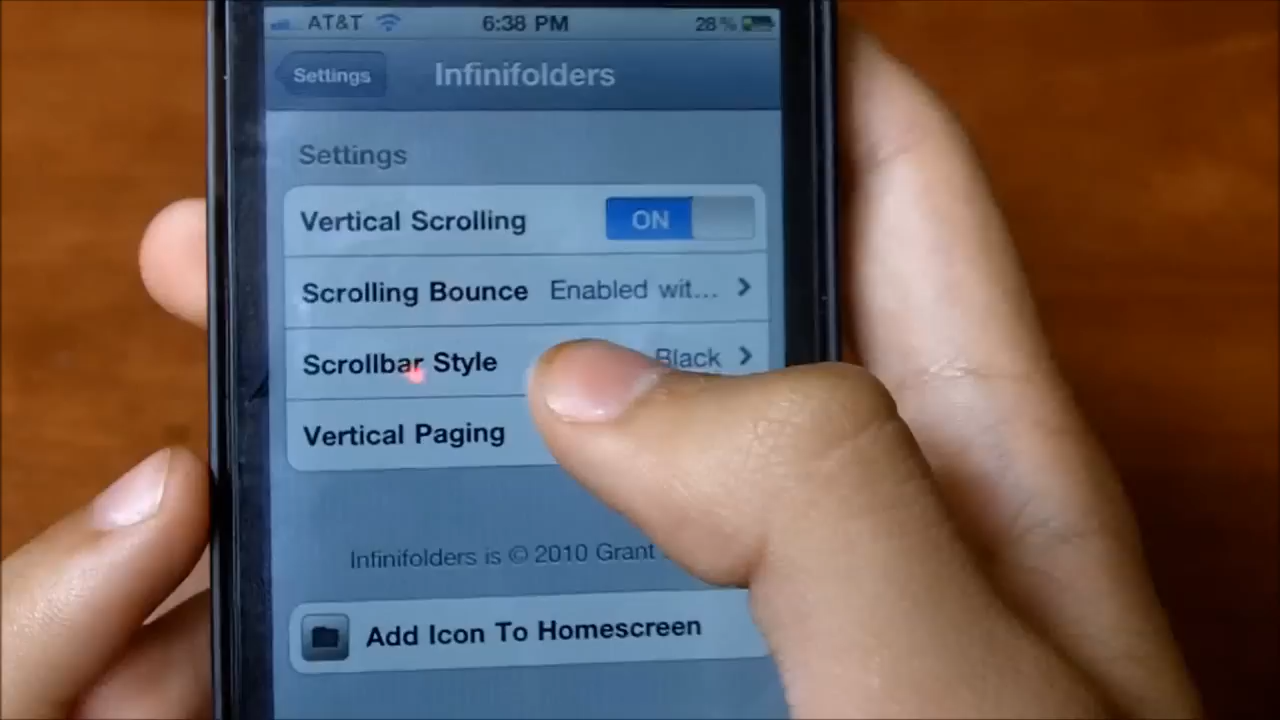 AT&T 6:38 PM 28%
Settings Infinifolders
Settings
Vertical Scrolling ON
Scrolling Bounce Enabled wit...
Scrollbar Style Black
Vertical Paging
Infinifolders is © 2010 Grant
Add Icon To Homescreen